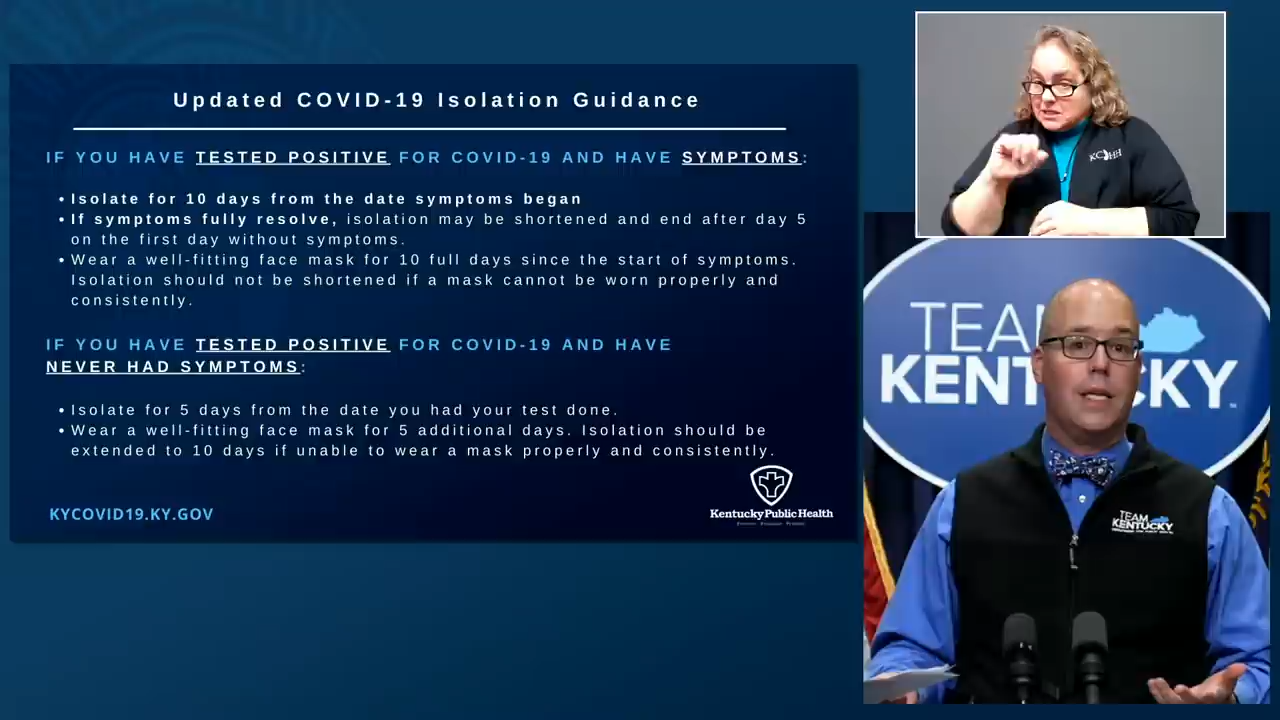 Updated COVID-19 Isolation Guidance
IF YOU HAVE TESTED POSITIVE FOR COVID-19 AND HAVE SYMPTOMS:
• Isolate for 10 days from the date symptoms began
• If symptoms fully resolve, isolation may be shortened and end after day 5
on the first day without symptoms.
• Wear a well-fitting face mask for 10 full days since the start of symptoms.
Isolation should not be shortened if a mask cannot be worn properly and
consistently.
IF YOU HAVE TESTED POSITIVE FOR COVID-19 AND HAVE
NEVER HAD SYMPTOMS:
• Isolate for 5 days from the date you had your test done.
• Wear a well-fitting face mask for 5 additional days. Isolation should be
extended to 10 days if unable to wear a mask properly and consistently.
KYCOVID19.KY.GOV
KentuckyPublicHealth
TEAM
KENTUCKY
TEAM
KENTUCKY